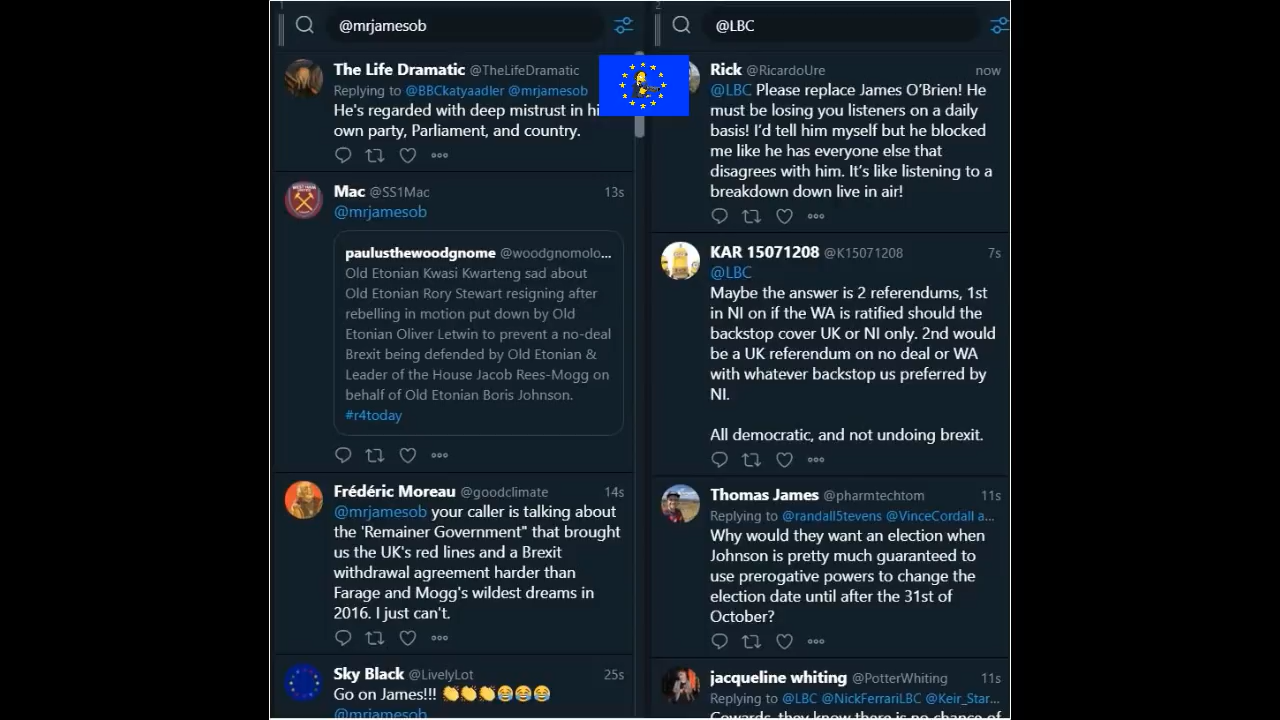 1
@mrjamesob
The Life Dramatic @TheLifeDramatic
Replying to @BBCkatyaadler @mrjamesob
He's regarded with deep mistrust in hi
own party, Parliament, and country.
Mac @SS1Mac 13s
@mrjamesob
paulusthewoodgnome @woodgnomolo...
Old Etonian Kwasi Kwarteng sad about
Old Etonian Rory Stewart resigning after
rebelling in motion put down by Old
Etonian Oliver Letwin to prevent a no-deal
Brexit being defended by Old Etonian &
Leader of the House Jacob Rees-Mogg on
behalf of Old Etonian Boris Johnson.
#r4today
Frédéric Moreau @goodclimate 14s
@mrjamesob your caller is talking about
the 'Remainer Government" that brought
us the UK's red lines and a Brexit
withdrawal agreement harder than
Farage and Mogg's wildest dreams in
2016. I just can't.
Sky Black @LivelyLot 25s
Go on James!!! 👏👏👏😂😂😂
@mrjamesob
2
@LBC
Rick @RicardoUre now
@LBC Please replace James O'Brien! He
must be losing you listeners on a daily
basis! I'd tell him myself but he blocked
me like he has everyone else that
disagrees with him. It's like listening to a
breakdown down live in air!
KAR 15071208 @K15071208 7s
@LBC
Maybe the answer is 2 referendums, 1st
in NI on if the WA is ratified should the
backstop cover UK or NI only. 2nd would
be a UK referendum on no deal or WA
with whatever backstop us preferred by
NI.
All democratic, and not undoing brexit.
Thomas James @pharmtechtom 11s
Replying to @randall5tevens @VinceCordall a...
Why would they want an election when
Johnson is pretty much guaranteed to
use prerogative powers to change the
election date until after the 31st of
October?
jacqueline whiting @PotterWhiting 11s
Replying to @LBC @NickFerrariLBC @Keir_Star...
Cowards, they know there is no chance of